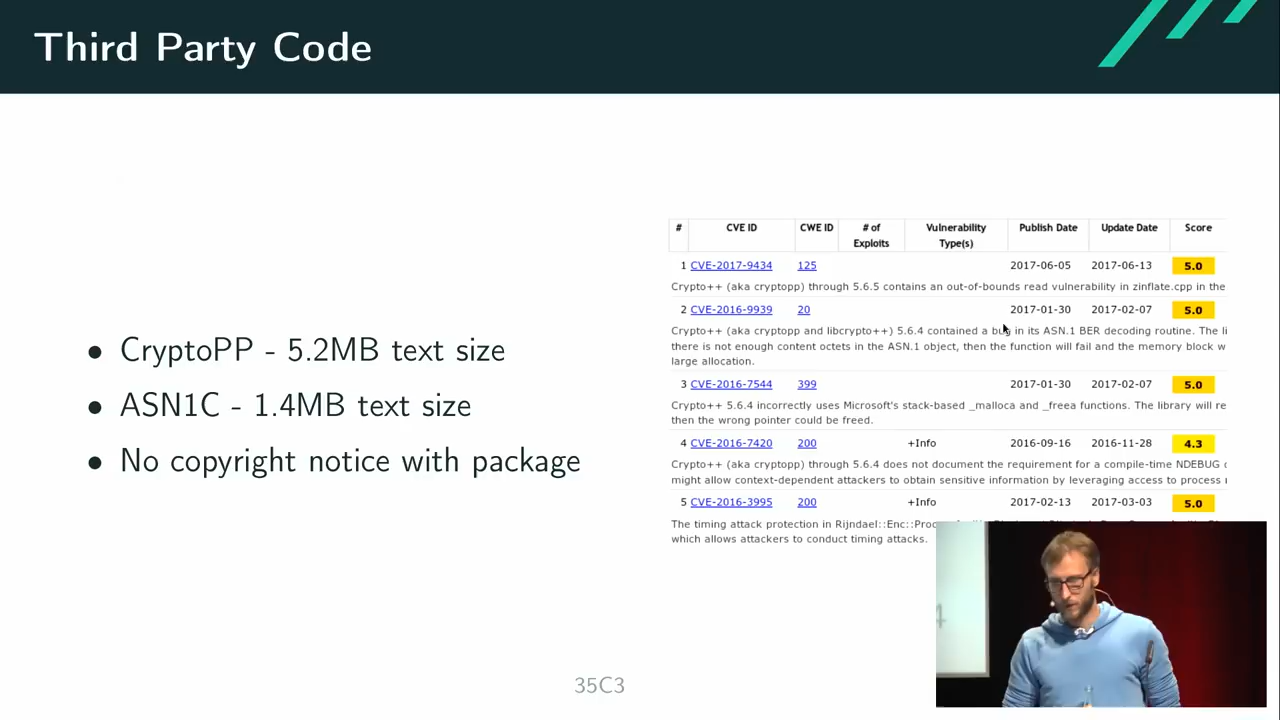 Third Party Code
• CryptoPP - 5.2MB text size
• ASN1C - 1.4MB text size
• No copyright notice with package
# CVE ID CWE ID # of Exploits Vulnerability Type(s) Publish Date Update Date Score
1 CVE-2017-9434 125 2017-06-05 2017-06-13 5.0
Crypto++ (aka cryptopp) through 5.6.5 contains an out-of-bounds read vulnerability in zinflate.cpp in the
2 CVE-2016-9939 20 2017-01-30 2017-02-07 5.0
Crypto++ (aka cryptopp and libcrypto++) 5.6.4 contained a bug in its ASN.1 BER decoding routine. The li
there is not enough content octets in the ASN.1 object, then the function will fail and the memory block w
large allocation.
3 CVE-2016-7544 399 2017-01-30 2017-02-07 5.0
Crypto++ 5.6.4 incorrectly uses Microsoft's stack-based _malloca and _freea functions. The library will re
then the wrong pointer could be freed.
4 CVE-2016-7420 200 +Info 2016-09-16 2016-11-28 4.3
Crypto++ (aka cryptopp) through 5.6.4 does not document the requirement for a compile-time NDEBUG
might allow context-dependent attackers to obtain sensitive information by leveraging access to process
5 CVE-2016-3995 200 +Info 2017-02-13 2017-03-03 5.0
The timing attack protection in Rijndael::Enc::
which allows attackers to conduct timing attacks.
35C3